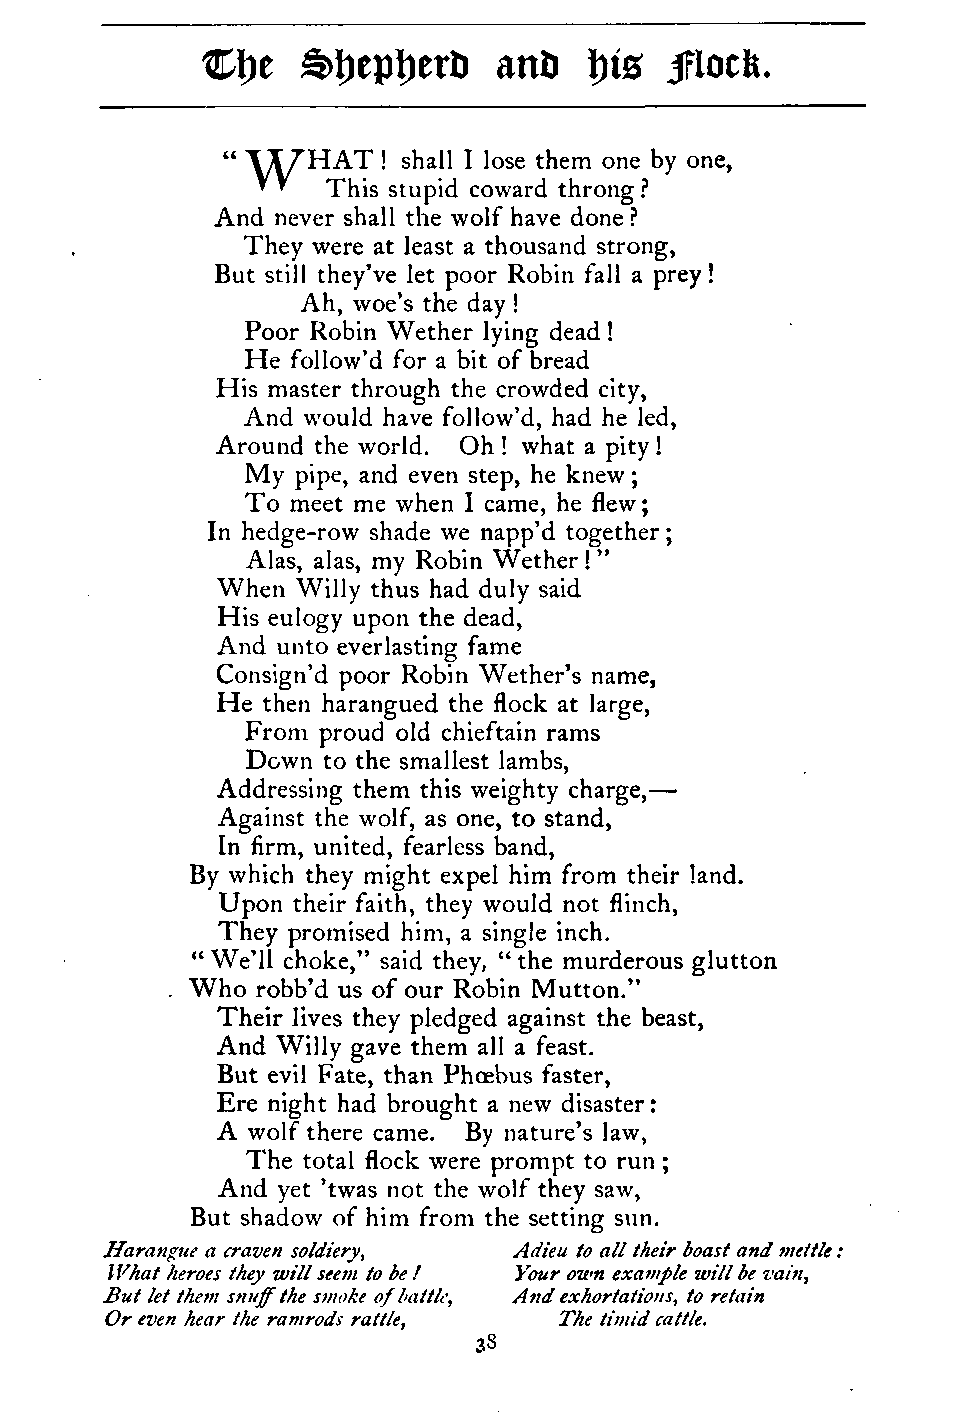 The Shepherd and his Flock.
“WHAT! shall I lose them one by one,
This stupid coward throng?
And never shall the wolf have done?
They were at least a thousand strong,
But still they've let poor Robin fall a prey!
Ah, woe's the day!
Poor Robin Wether lying dead!
He follow'd for a bit of bread
His master through the crowded city,
And would have follow'd, had he led,
Around the world. Oh! what a pity!
My pipe, and even step, he knew;
To meet me when I came, he flew;
In hedge-row shade we napp'd together;
Alas, alas, my Robin Wether!”
When Willy thus had duly said
His eulogy upon the dead,
And unto everlasting fame
Consign'd poor Robin Wether's name,
He then harangued the flock at large,
From proud old chieftain rams
Down to the smallest lambs,
Addressing them this weighty charge,—
Against the wolf, as one, to stand,
In firm, united, fearless band,
By which they might expel him from their land.
Upon their faith, they would not flinch,
They promised him, a single inch.
“We'll choke,” said they, “the murderous glutton
Who robb'd us of our Robin Mutton.”
Their lives they pledged against the beast,
And Willy gave them all a feast.
But evil Fate, than Phœbus faster,
Ere night had brought a new disaster:
A wolf there came. By nature's law,
The total flock were prompt to run;
And yet 'twas not the wolf they saw,
But shadow of him from the setting sun.
Harangue a craven soldiery,
What heroes they will seem to be!
But let them snuff the smoke of battle,
Or even hear the ramrods rattle,
Adieu to all their boast and mettle:
Your own example will be vain,
And exhortations, to retain
The timid cattle.
38